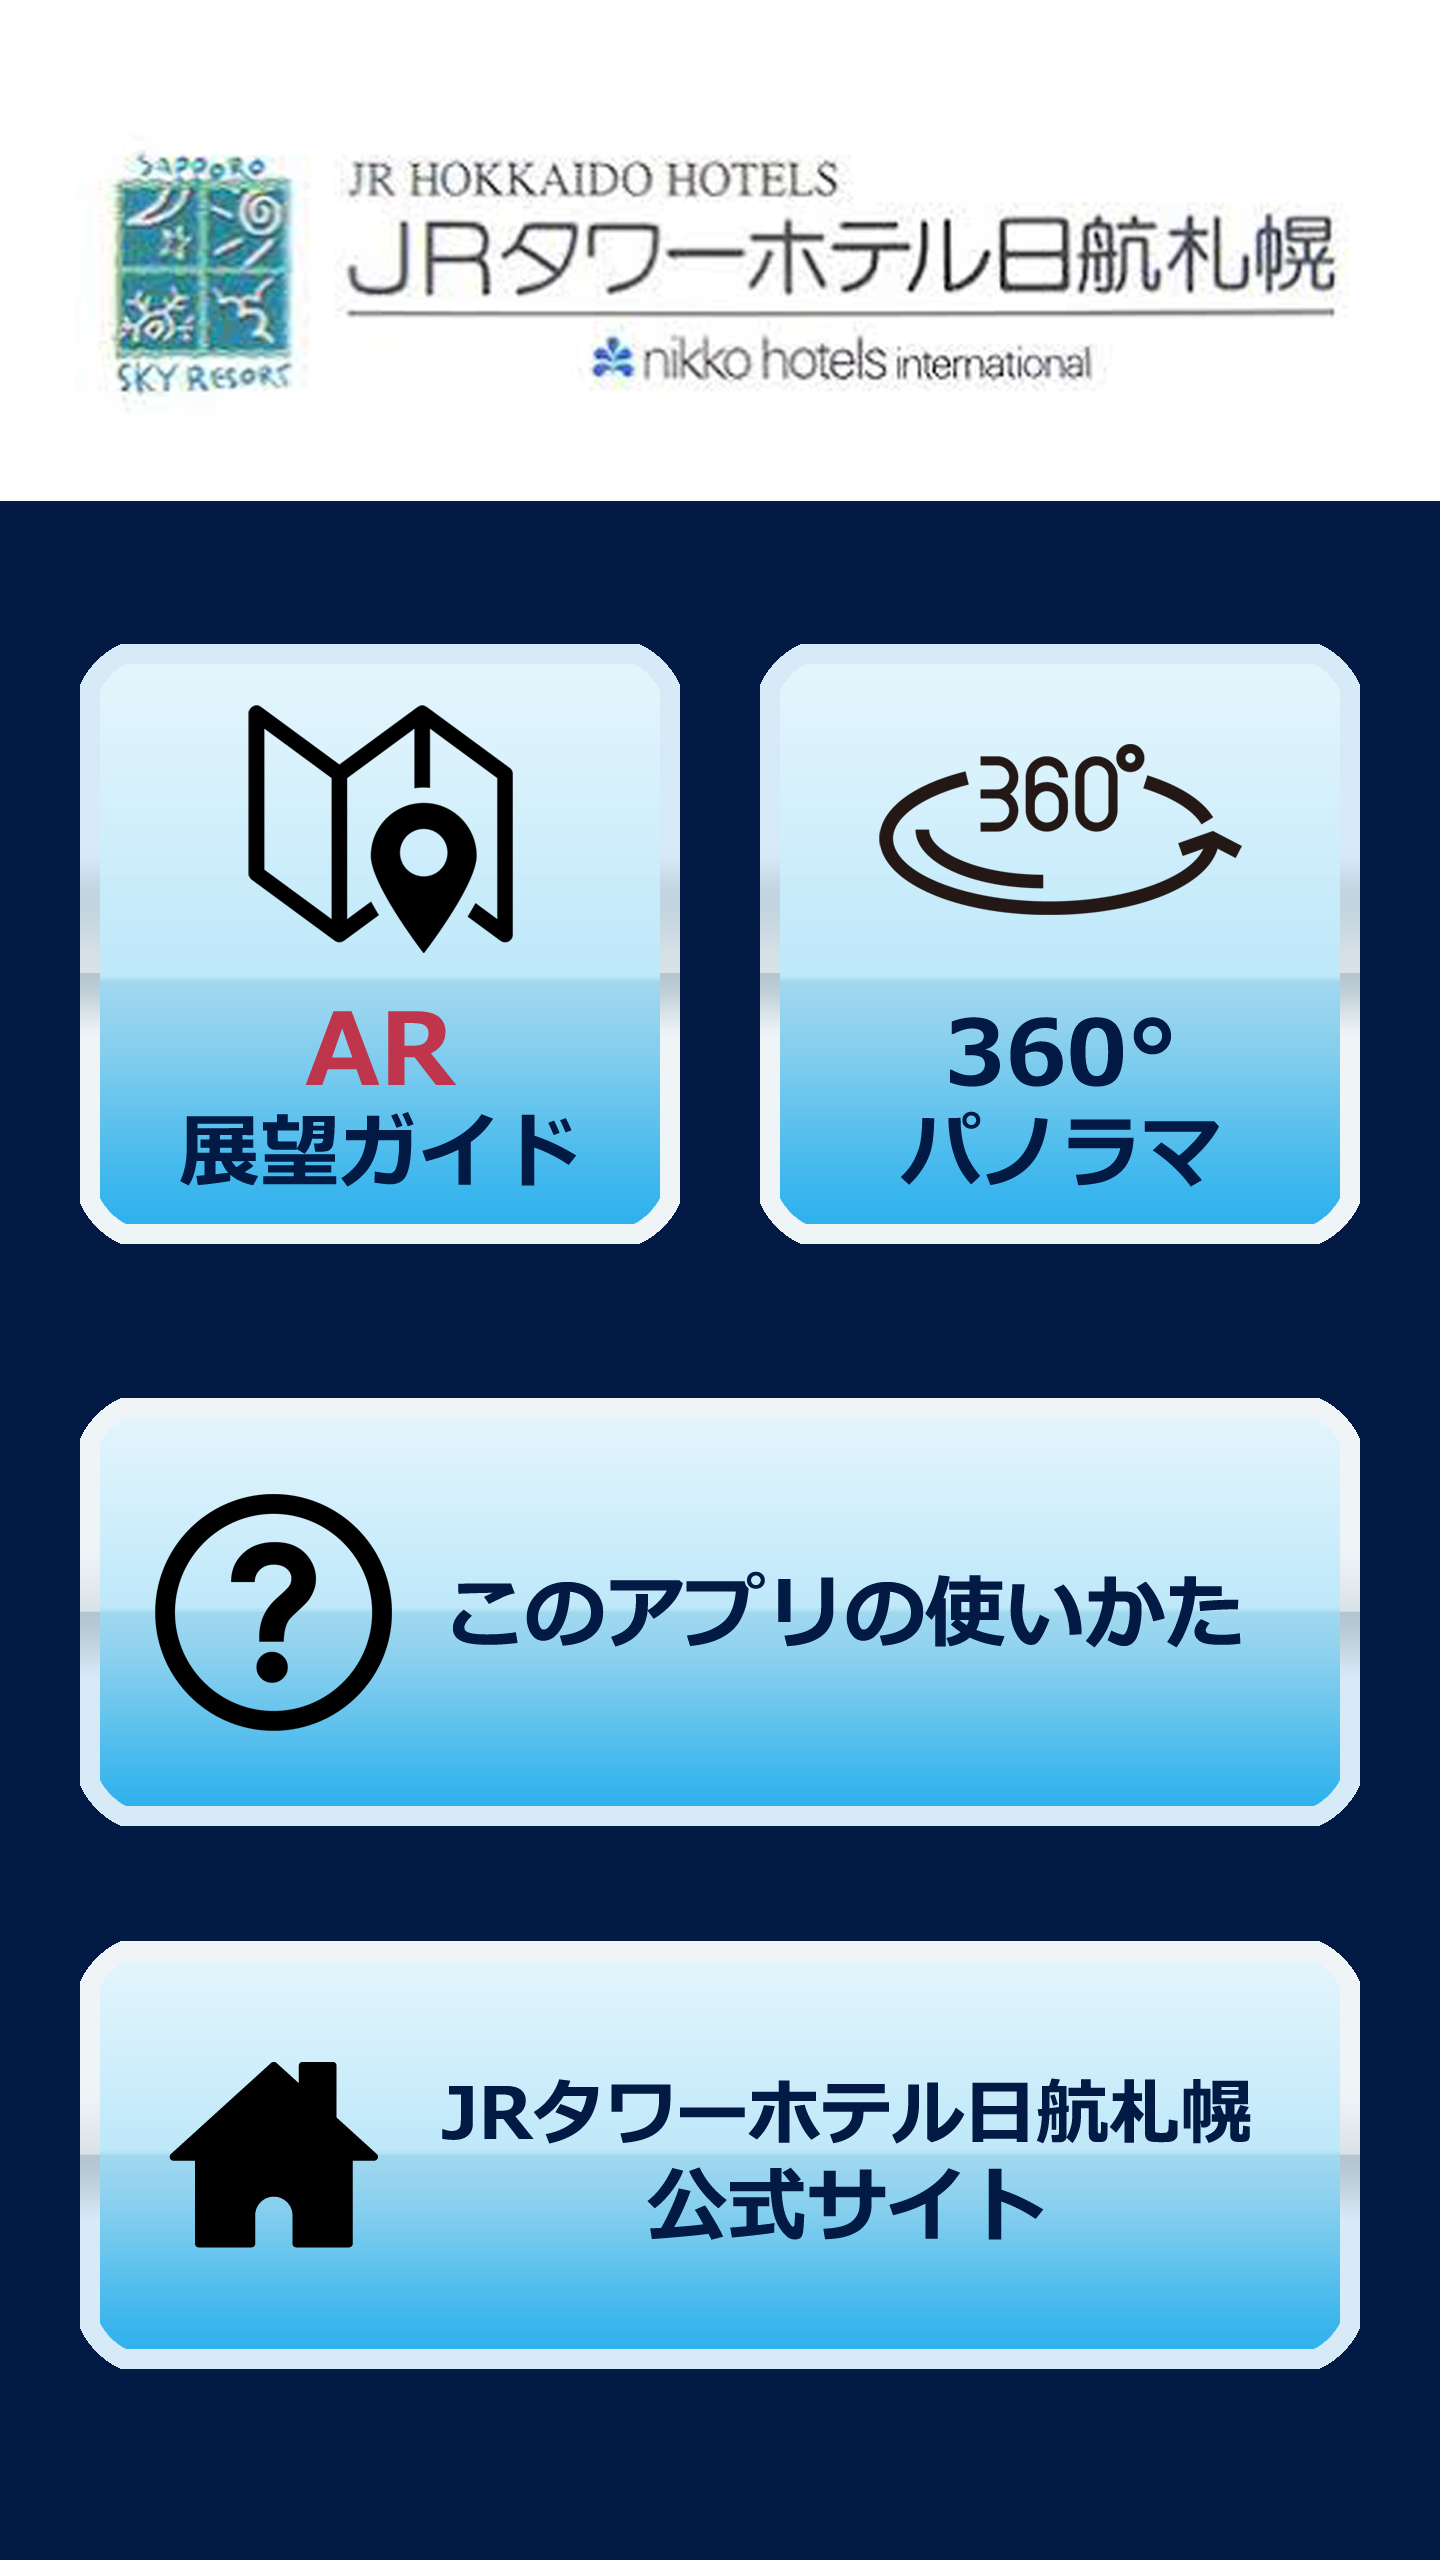 SAPPORO
SKY RESORT
JR HOKKAIDO HOTELS
JRタワーホテル日航札幌
nikko hotels international
360°
AR
展望ガイド
360°
パノラマ
?
このアプリの使いかた
JRタワーホテル日航札幌
公式サイト